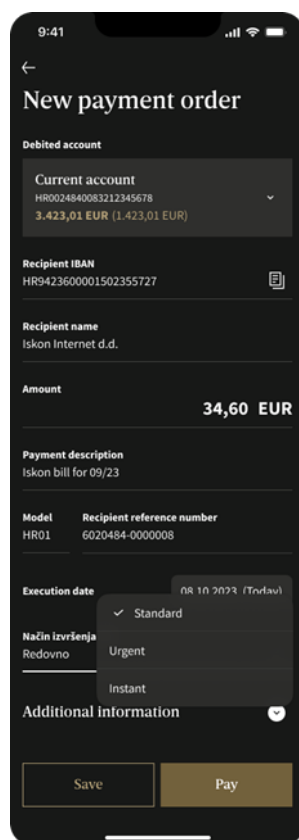 9:41
New payment order
Debited account
Current account
HR0024840083212345678
3.423,01 EUR (1.423,01 EUR)
Recipient IBAN
HR9423600001502355727
Recipient name
Iskon Internet d.d.
Amount
34,60 EUR
Payment description
Iskon bill for 09/23
Model Recipient reference number
HR01 6020484-0000008
Execution date 08.10.2023. (Today)
Standard
Način izvršenja
Redovno Urgent
Instant
Additional information
Save Pay